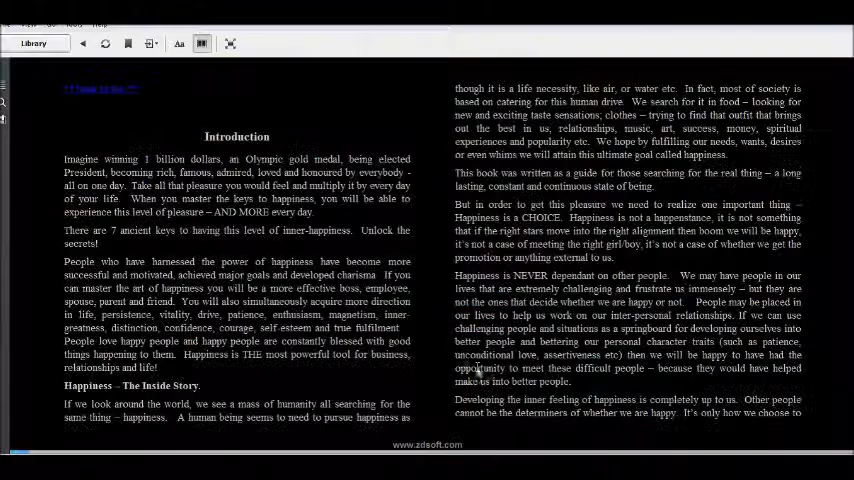 Library
Aa
Introduction
Imagine winning 1 billion dollars, an Olympic gold medal, being elected
President, becoming rich, famous, admired, loved and honoured by everybody -
all on one day. Take all that pleasure you would feel and multiply it by every day
of your life. When you master the keys to happiness, you will be able to
experience this level of pleasure – AND MORE every day.
There are 7 ancient keys to having this level of inner-happiness. Unlock the
secrets!
People who have harnessed the power of happiness have become more
successful and motivated, achieved major goals and developed charisma If you
can master the art of happiness you will be a more effective boss, employee,
spouse, parent and friend. You will also simultaneously acquire more direction
in life, persistence, vitality, drive, patience, enthusiasm, magnetism, inner-
greatness, distinction, confidence, courage, self-esteem and true fulfilment
People love happy people and happy people are constantly blessed with good
things happening to them. Happiness is THE most powerful tool for business,
relationships and life!
Happiness – The Inside Story.
If we look around the world, we see a mass of humanity all searching for the
same thing – happiness. A human being seems to need to pursue happiness as
though it is a life necessity, like air, or water etc. In fact, most of society is
based on catering for this human drive. We search for it in food – looking for
new and exciting taste sensations; clothes – trying to find that outfit that brings
out the best in us, relationships, music, art, success, money, spiritual
experiences and popularity etc. We hope by fulfilling our needs, wants, desires
or even whims we will attain this ultimate goal called happiness.
This book was written as a guide for those searching for the real thing – a long
lasting, constant and continuous state of being.
But in order to get this pleasure we need to realize one important thing –
Happiness is a CHOICE. Happiness is not a happenstance, it is not something
that if the right stars move into the right alignment then boom we will be happy,
it's not a case of meeting the right girl/boy, it's not a case of whether we get the
promotion or anything external to us.
Happiness is NEVER dependant on other people. We may have people in our
lives that are extremely challenging and frustrating us immensely – but they are
not the ones that decide whether we are happy or not. People may be placed in
our lives to help us work on our inter-personal relationships. If we can use
challenging people and situations as a springboard for developing ourselves into
better people and bettering our personal character traits (such as patience,
unconditional love, assertiveness etc) then we will be happy to have had the
opportunity to meet these difficult people – because they would have helped
make us into better people.
Developing the inner feeling of happiness is completely up to us. Other people
cannot be the determiners of whether we are happy. It's only how we choose to
www.zdsoft.com